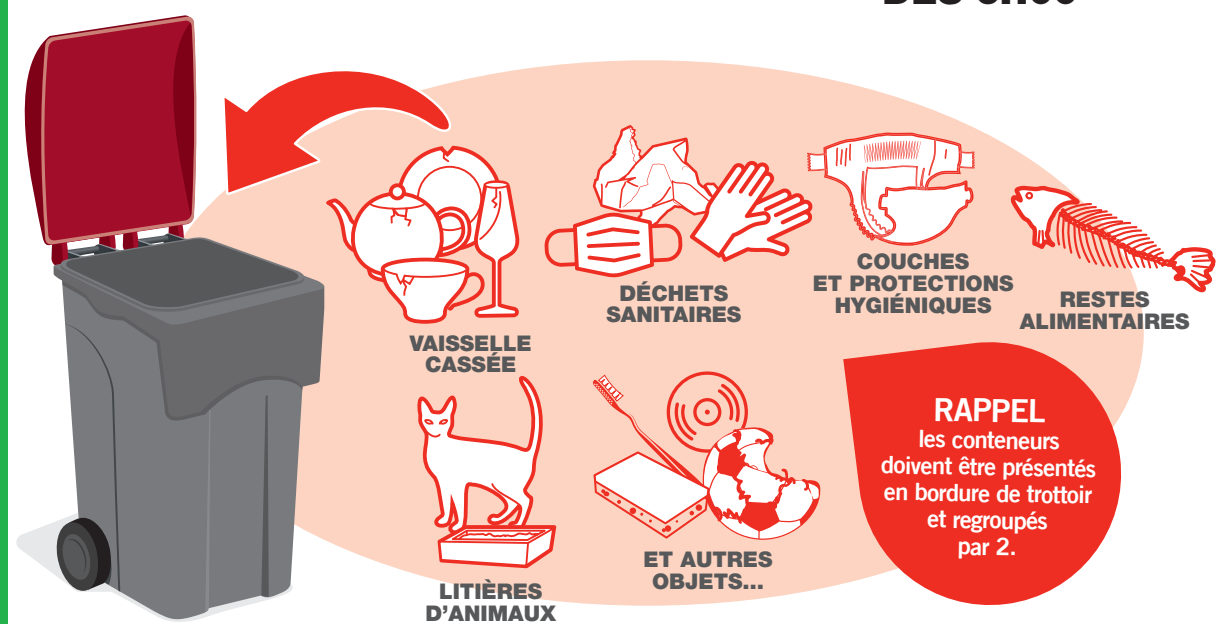 VAISSELLE
CASSÉE
DÉCHETS
SANITAIRES
COUCHES
ET PROTECTIONS
HYGIÉNIQUES
RESTES
ALIMENTAIRES
LITIÈRES
D'ANIMAUX
ET AUTRES
OBJETS...
RAPPEL
les conteneurs
doivent être présentés
en bordure de trottoir
et regroupés
par 2.